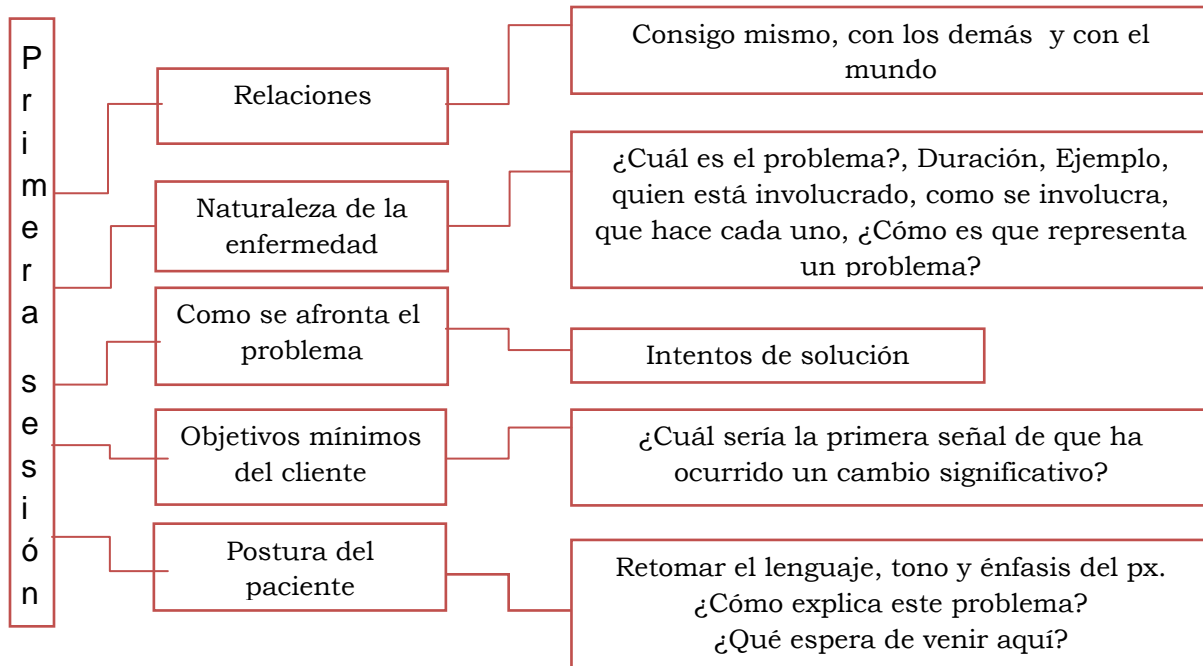 Primera sesión
Relaciones
Consigo mismo, con los demás y con el
mundo
Naturaleza de la
enfermedad
¿Cuál es el problema?, Duración, Ejemplo,
quien está involucrado, como se involucra,
que hace cada uno, ¿Cómo es que representa
un problema?
Como se afronta el
problema
Intentos de solución
Objetivos mínimos
del cliente
¿Cuál sería la primera señal de que ha
ocurrido un cambio significativo?
Postura del
paciente
Retomar el lenguaje, tono y énfasis del px.
¿Cómo explica este problema?
¿Qué espera de venir aquí?